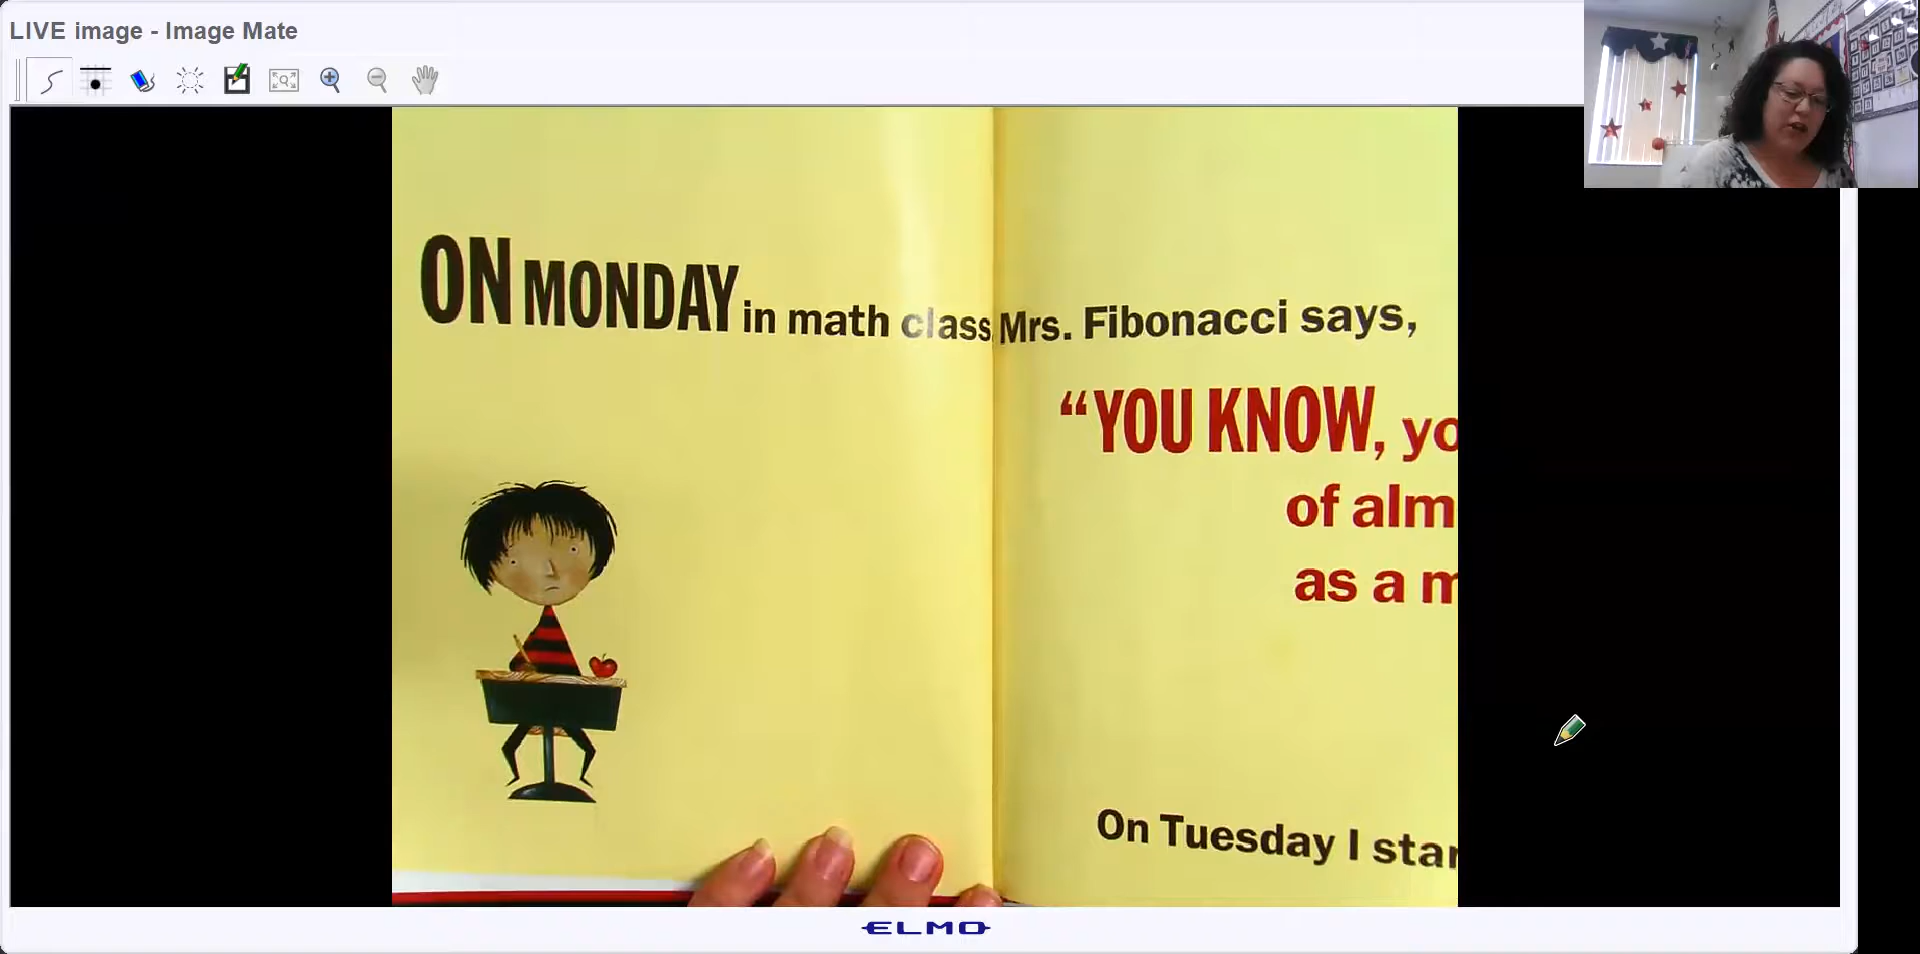 LIVE image - Image Mate
ON MONDAY in math class Mrs. Fibonacci says,
“YOU KNOW, yo
of alm
as a m
On Tuesday I star
ELMO